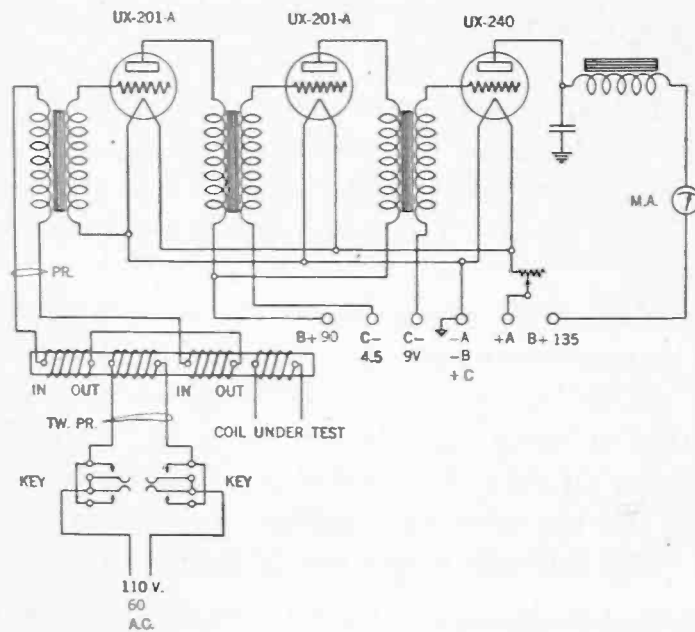 UX-201-A UX-201-A UX-240
M.A.
PR.
B+ 90 C- C- -A +A B+ 135
4.5 9V -B
+ C
IN OUT IN OUT
TW. PR. COIL UNDER TEST
KEY KEY
110 V.
60
A.C.